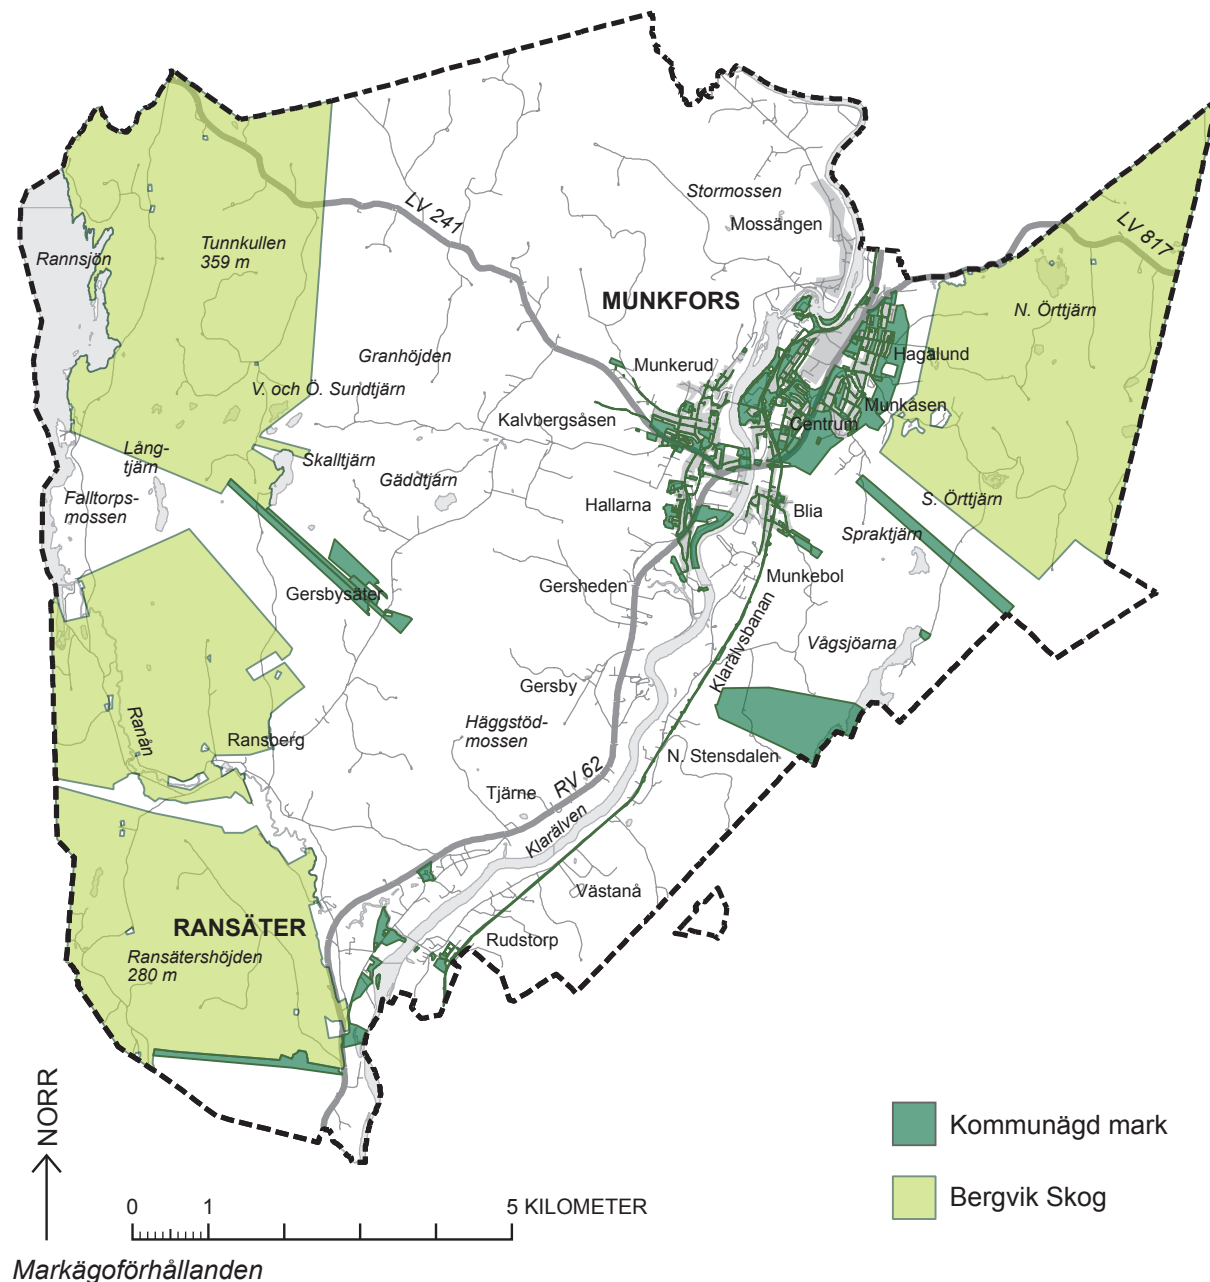 LV 241
LV 817
Stormossen
Mossängen
Rannsjön
Tunnkullen
359 m
MUNKFORS
N. Örttjärn
Granhöjden
Munkerud
Hagalund
V. och Ö. Sundtjärn
Kalvbergsåsen
Munkåsen
Centrum
Lång-
tjärn
Skalltjärn
Gäddtjärn
Falltorps-
mossen
Hallarna
Blia
S. Örttjärn
Spraktjärn
Gersbysäter
Gersheden
Munkebol
Klarälvsbanan
Vågsjöarna
Gersby
Ranån
Ransberg
Häggstöd-
mossen
N. Stensdalen
RV 62
Tjärne
Klarälven
Västanå
RANSÄTER
Rudstorp
Ransätershöjden
280 m
NORR
Kommunägd mark
Bergvik Skog
0 1 5 KILOMETER
Markägoförhållanden